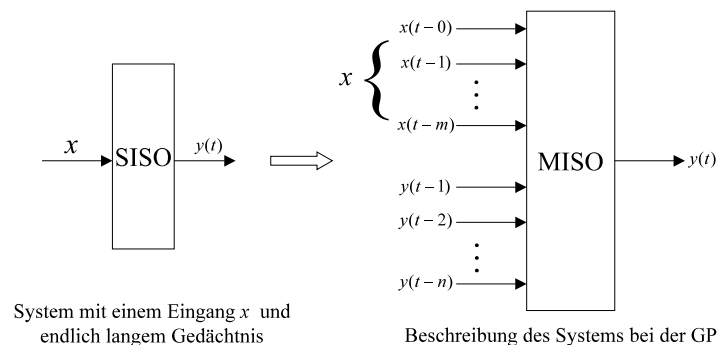 x
SISO
y(t)
System mit einem Eingang x und
endlich langem Gedächtnis
x
x(t−0)
x(t−1)
x(t−m)
y(t−1)
y(t−2)
y(t−n)
MISO
y(t)
Beschreibung des Systems bei der GP